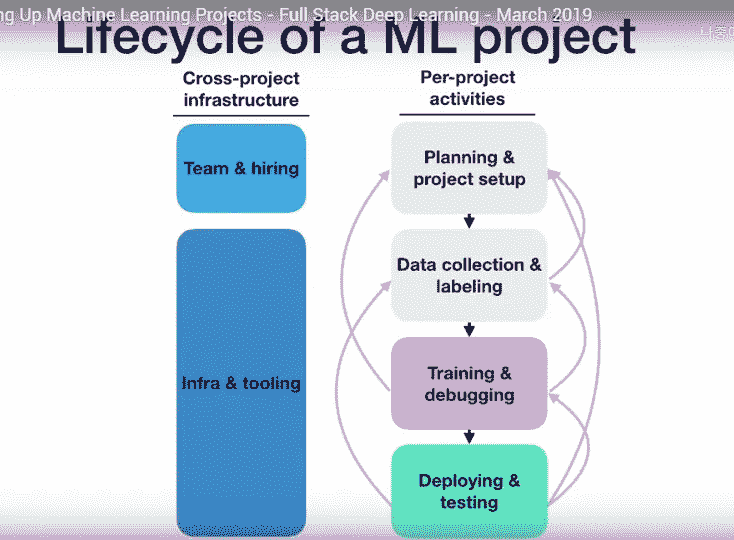 ng Up Machine Learning Projects - Full Stack Deep Learning - March 2019
Lifecycle of a ML project
Cross-project
infrastructure
Per-project
activities
Team & hiring
Planning &
project setup
Data collection &
labeling
Infra & tooling
Training &
debugging
Deploying &
testing